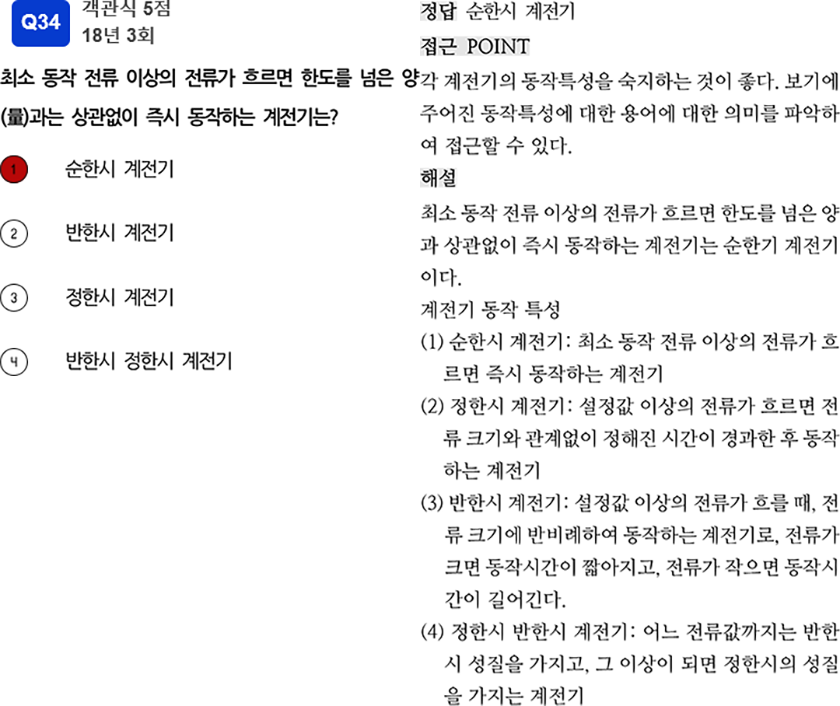 Q34
객관식 5점
18년 3회
최소 동작 전류 이상의 전류가 흐르면 한도를 넘은 양
(量)과는 상관없이 즉시 동작하는 계전기는?
1 순한시 계전기
2 반한시 계전기
3 정한시 계전기
4 반한시 정한시 계전기
정답 순한시 계전기
접근 POINT
각 계전기의 동작특성을 숙지하는 것이 좋다. 보기에
주어진 동작특성에 대한 용어에 대한 의미를 파악하
여 접근할 수 있다.
해설
최소 동작 전류 이상의 전류가 흐르면 한도를 넘은 양
과 상관없이 즉시 동작하는 계전기는 순한기 계전기
이다.
계전기 동작 특성
(1) 순한시 계전기: 최소 동작 전류 이상의 전류가 흐
르면 즉시 동작하는 계전기
(2) 정한시 계전기: 설정값 이상의 전류가 흐르면 전
류 크기와 관계없이 정해진 시간이 경과한 후 동작
하는 계전기
(3) 반한시 계전기: 설정값 이상의 전류가 흐를 때, 전
류 크기에 반비례하여 동작하는 계전기로, 전류가
크면 동작시간이 짧아지고, 전류가 작으면 동작시
간이 길어긴다.
(4) 정한시 반한시 계전기: 어느 전류값까지는 반한
시 성질을 가지고, 그 이상이 되면 정한시의 성질
을 가지는 계전기